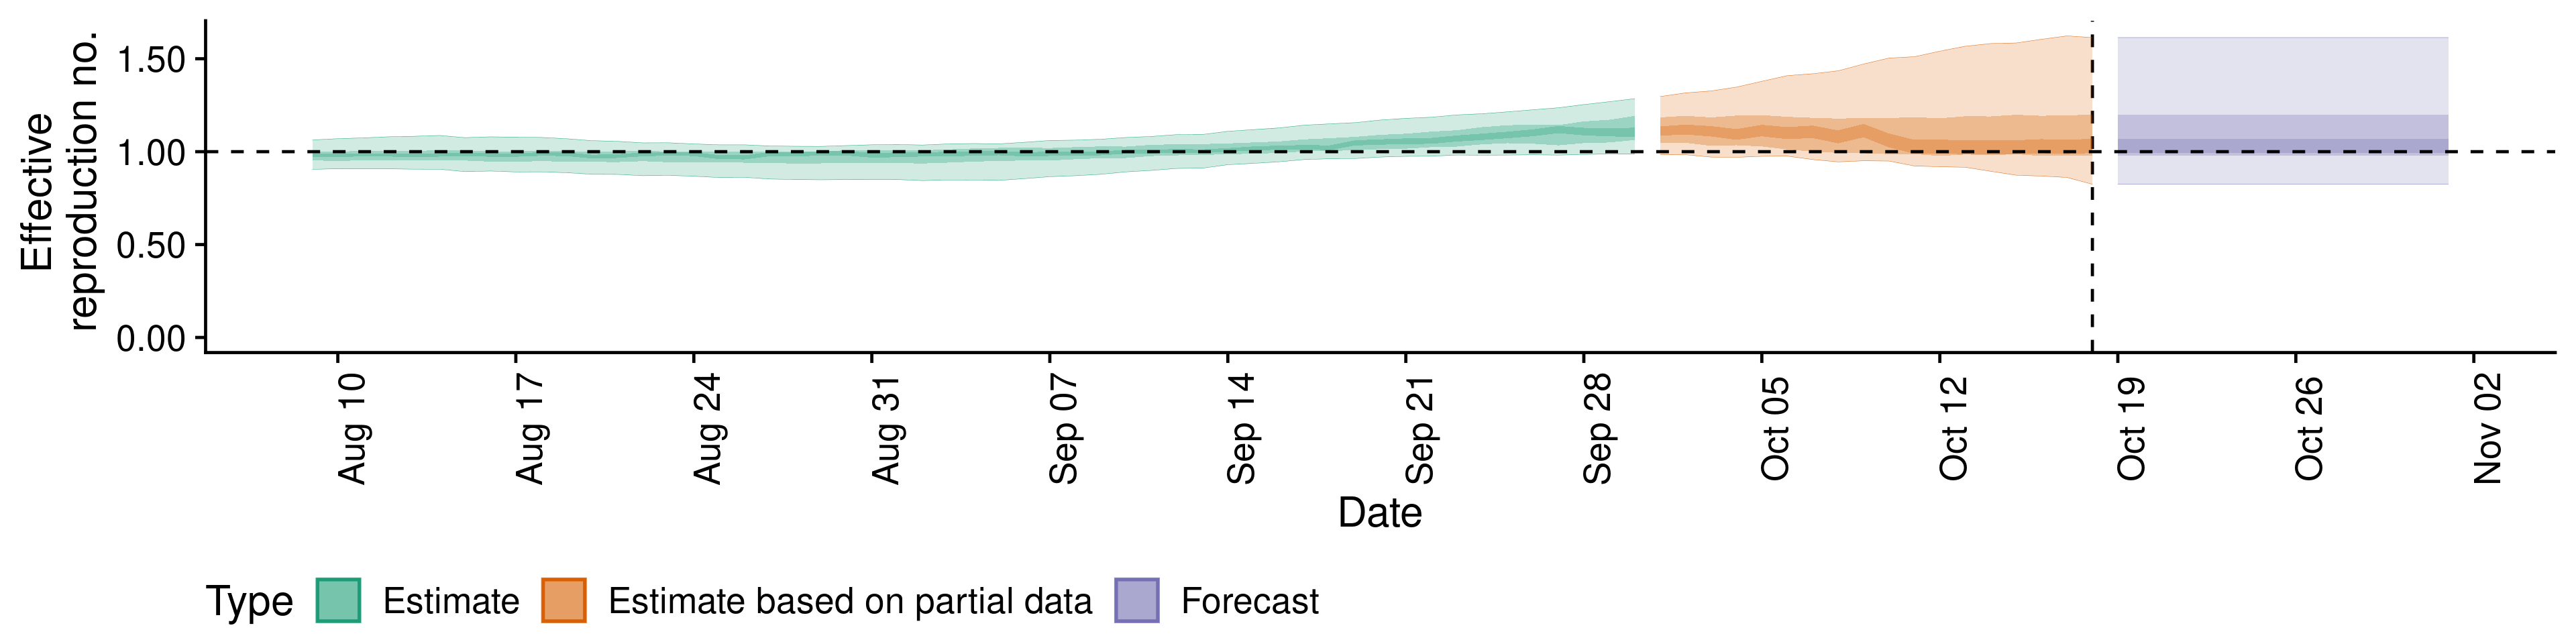 Effective
reproduction no.
1.50
1.00
0.50
0.00
Aug 10
Aug 17
Aug 24
Aug 31
Sep 07
Sep 14
Sep 21
Sep 28
Oct 05
Oct 12
Oct 19
Oct 26
Nov 02
Date
Type Estimate Estimate based on partial data Forecast